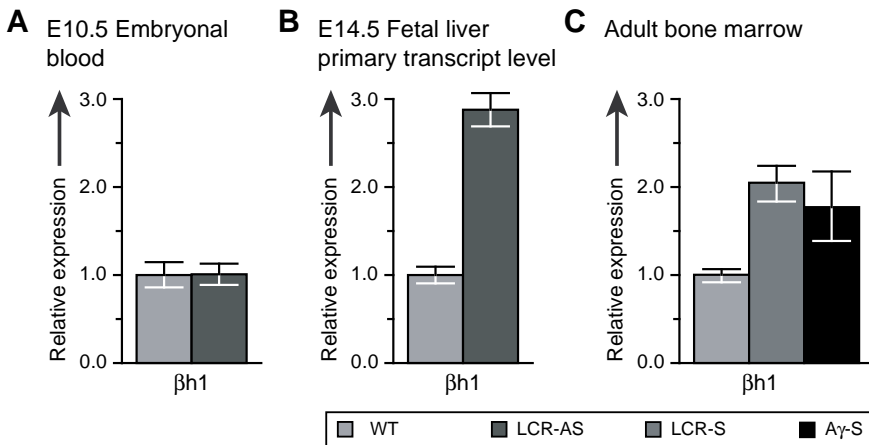 A E10.5 Embryonal blood
3.0
2.0
1.0
0.0
Relative expression
βh1
B E14.5 Fetal liver primary transcript level
3.0
2.0
1.0
0.0
Relative expression
βh1
C Adult bone marrow
3.0
2.0
1.0
0.0
Relative expression
βh1
WT LCR-AS LCR-S Aγ-S